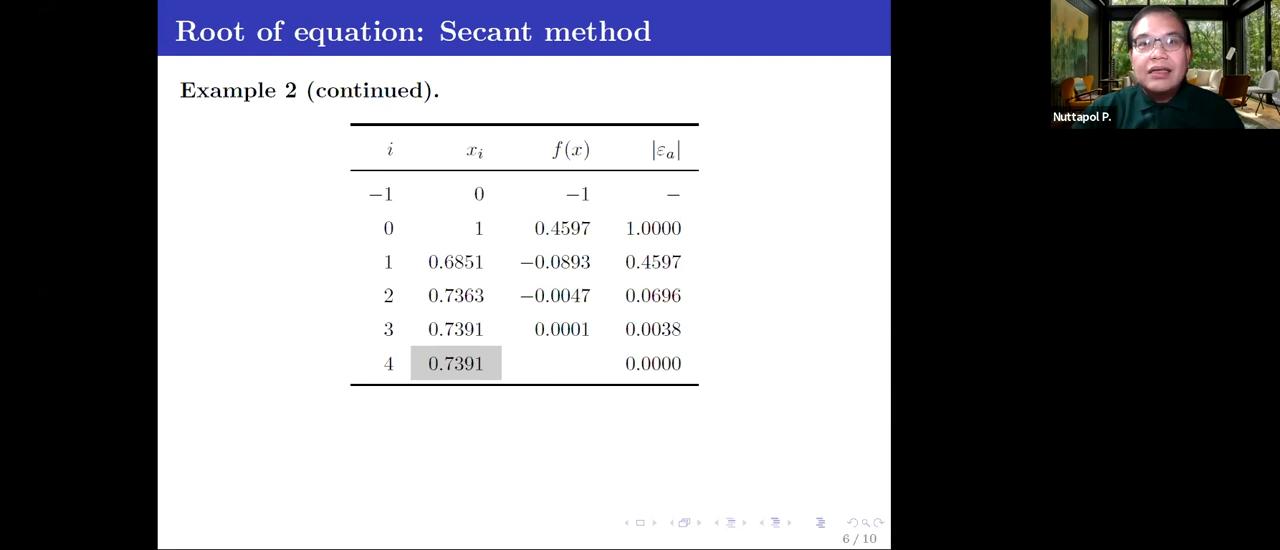 Root of equation: Secant method
Nuttapol P.
Example 2 (continued).
i xᵢ f(x) |εₐ|
−1 0 −1 −
0 1 0.4597 1.0000
1 0.6851 −0.0893 0.4597
2 0.7363 −0.0047 0.0696
3 0.7391 0.0001 0.0038
4 0.7391 0.0000
6 / 10